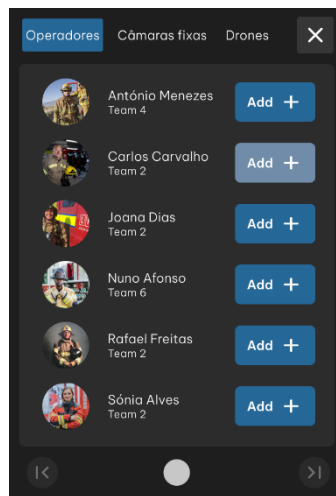 Operadores Câmaras fixas Drones
António Menezes
Team 4
Add
Carlos Carvalho
Team 2
Add
Joana Dias
Team 2
Add
Nuno Afonso
Team 6
Add
Rafael Freitas
Team 2
Add
Sónia Alves
Team 2
Add